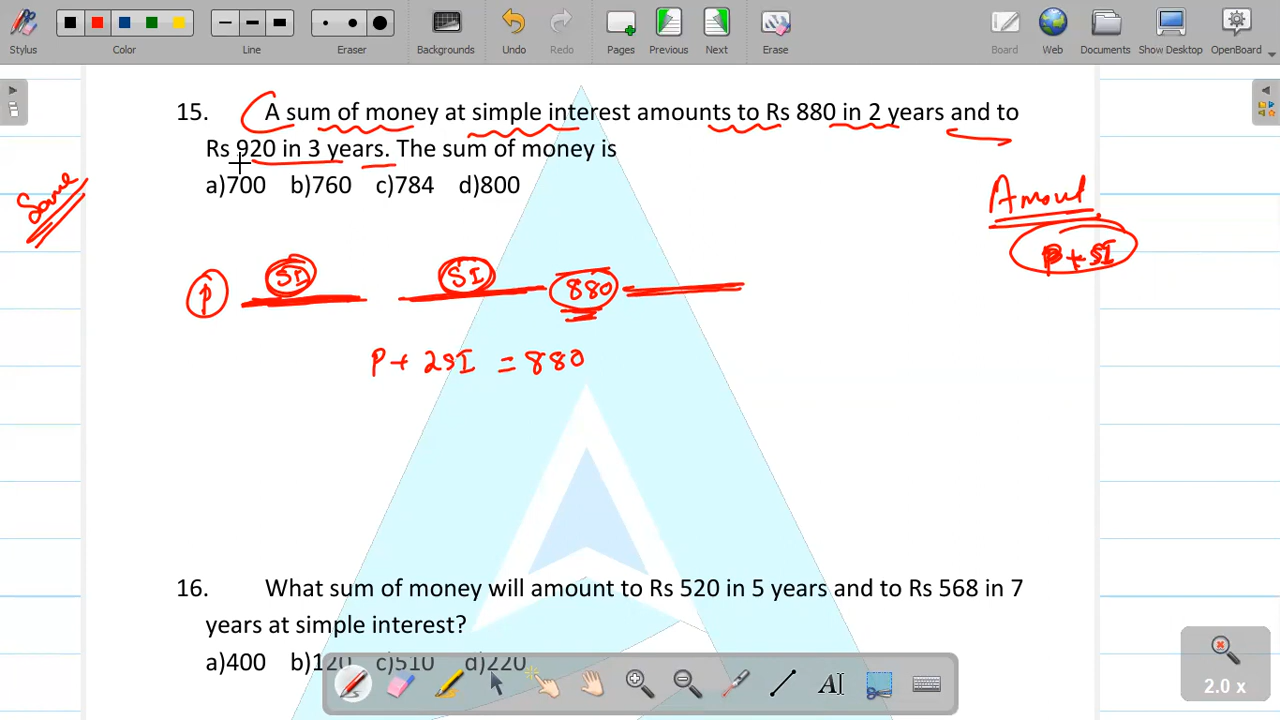 Stylus Color Line Eraser Backgrounds Undo Redo Pages Previous Next Erase Board Web Documents Show Desktop OpenBoard
15. A sum of money at simple interest amounts to Rs 880 in 2 years and to
Rs 920 in 3 years. The sum of money is
a)700 b)760 c)784 d)800
Same
Amout
P + SI
P SI SI 880
P + 2SI = 880
16. What sum of money will amount to Rs 520 in 5 years and to Rs 568 in 7
years at simple interest?
a)400 b)120 c)510 d)220
2.0 x